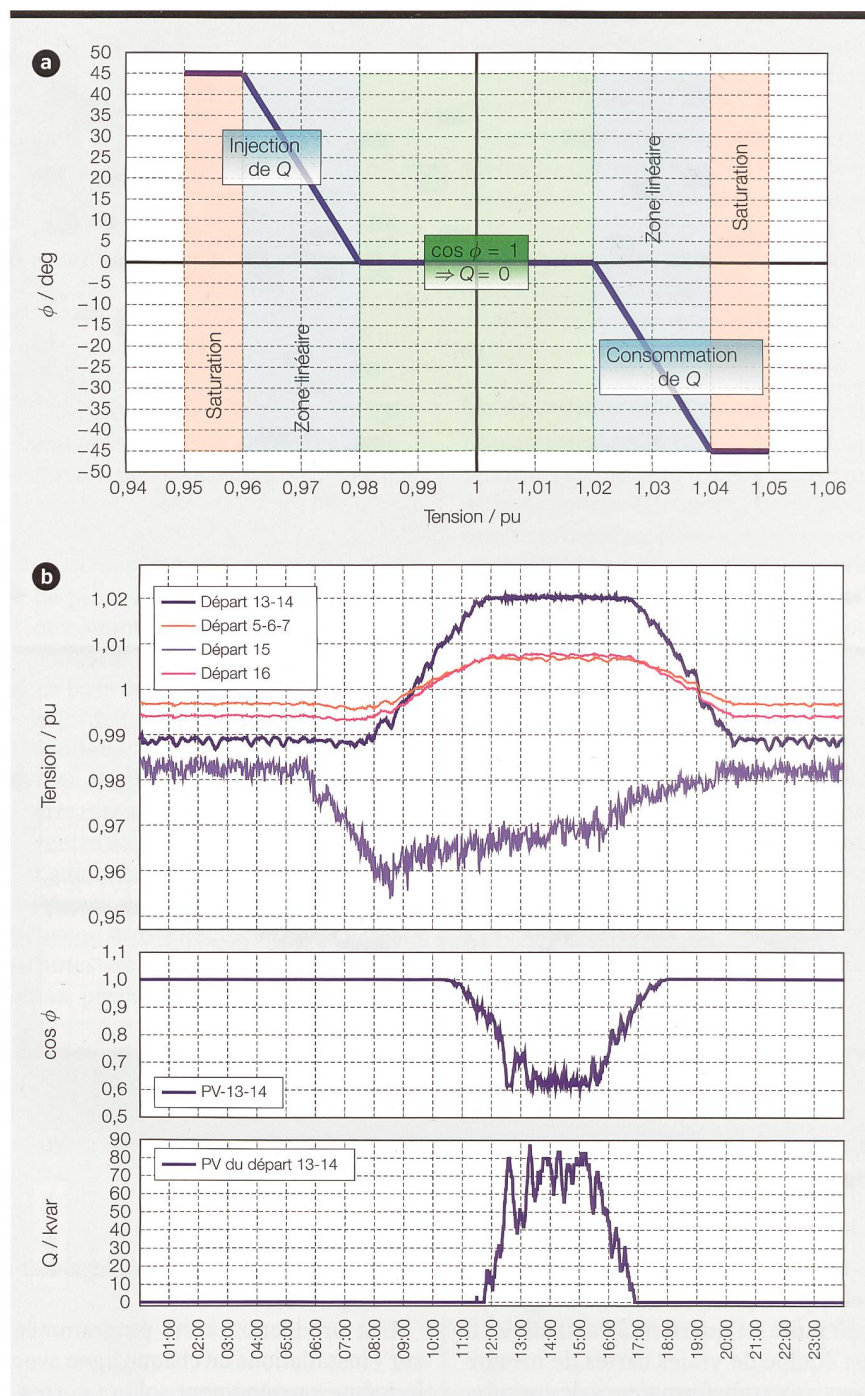 a
50
45
40
35
30
25
20
15
10
5
0
−5
−10
−15
−20
−25
−30
−35
−40
−45
−50
ϕ / deg
Injection
de Q
cos ϕ = 1
⇒ Q = 0
Consommation
de Q
Saturation
Zone linéaire
Zone linéaire
Saturation
0,94 0,95 0,96 0,97 0,98 0,99 1 1,01 1,02 1,03 1,04 1,05 1,06
Tension / pu
b
1,02
1,01
1
0,99
0,98
0,97
0,96
0,95
Tension / pu
Départ 13-14
Départ 5-6-7
Départ 15
Départ 16
1,1
1,0
0,9
0,8
0,7
0,6
0,5
cos ϕ
PV-13-14
90
80
70
60
50
40
30
20
10
0
Q / kvar
PV du départ 13-14
01:00 02:00 03:00 04:00 05:00 06:00 07:00 08:00 09:00 10:00 11:00 12:00 13:00 14:00 15:00 16:00 17:00 18:00 19:00 20:00 21:00 22:00 23:00